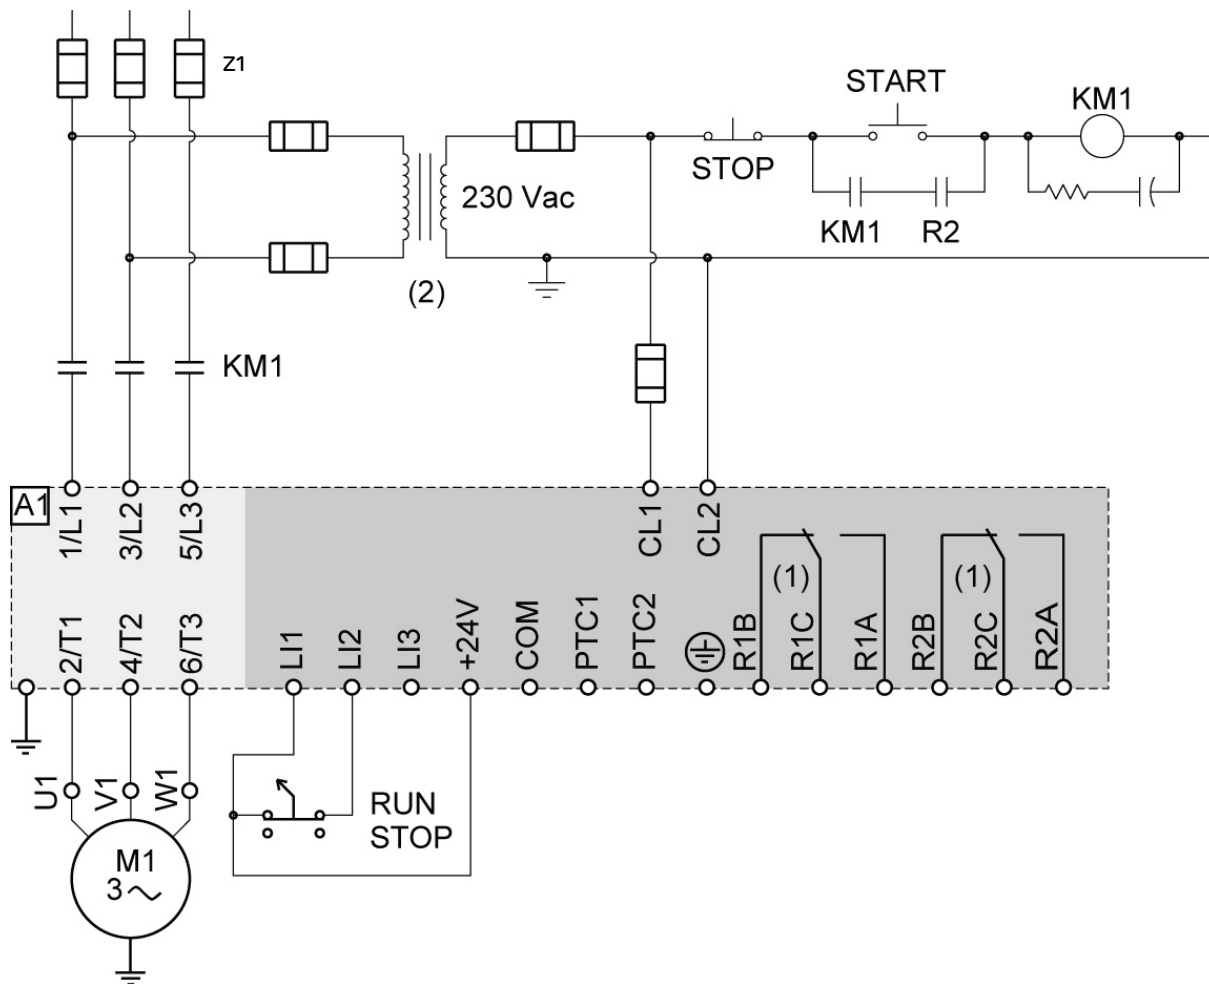 Z1
START
KM1
STOP
230 Vac
KM1
R2
(2)
KM1
A1
1/L1
3/L2
5/L3
CL1
CL2
2/T1
4/T2
6/T3
LI1
LI2
LI3
+24V
COM
PTC1
PTC2
R1B
(1)
R1C
R1A
R2B
(1)
R2C
R2A
U1
V1
W1
RUN
STOP
M1
3